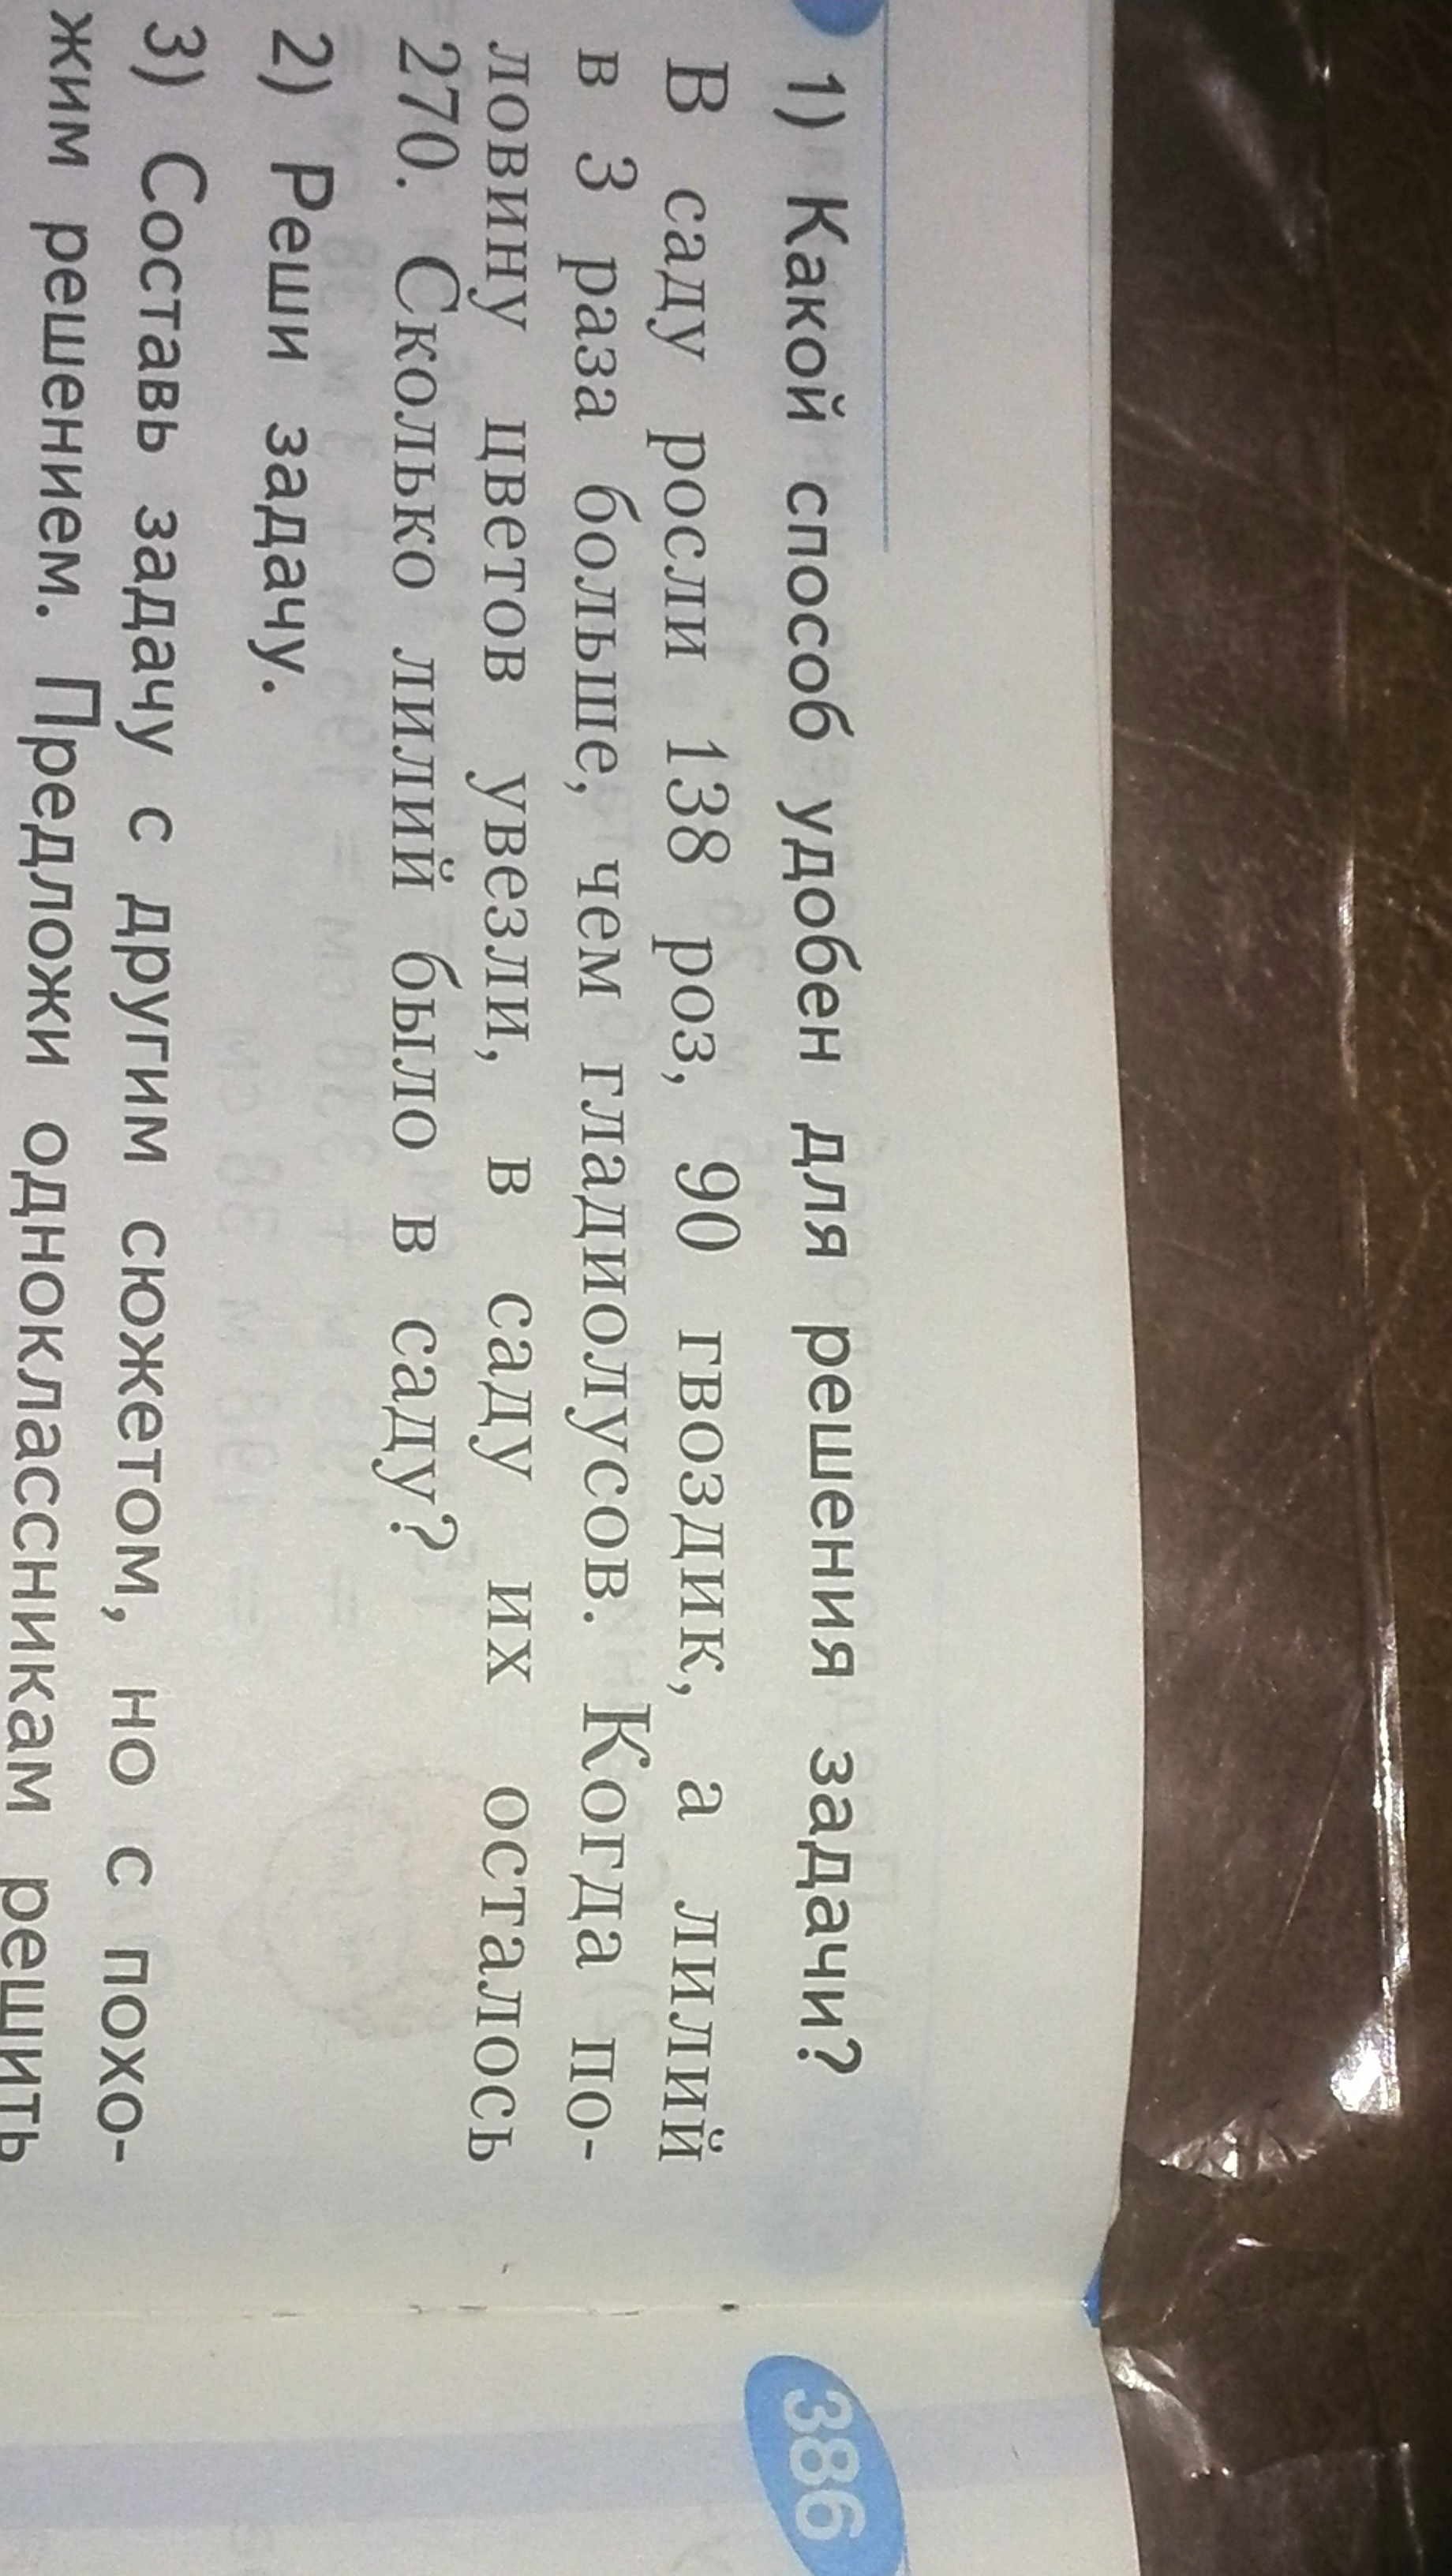 1) Какой способ удобен для решения задачи?
В саду росли 138 роз, 90 гвоздик, а лилий
в 3 раза больше, чем гладиолусов. Когда по-
ловину цветов увезли, в саду их осталось
270. Сколько лилий было в саду?
2) Реши задачу.
3) Составь задачу с другим сюжетом, но с похо-
жим решением. Предложи одноклассникам решить
386